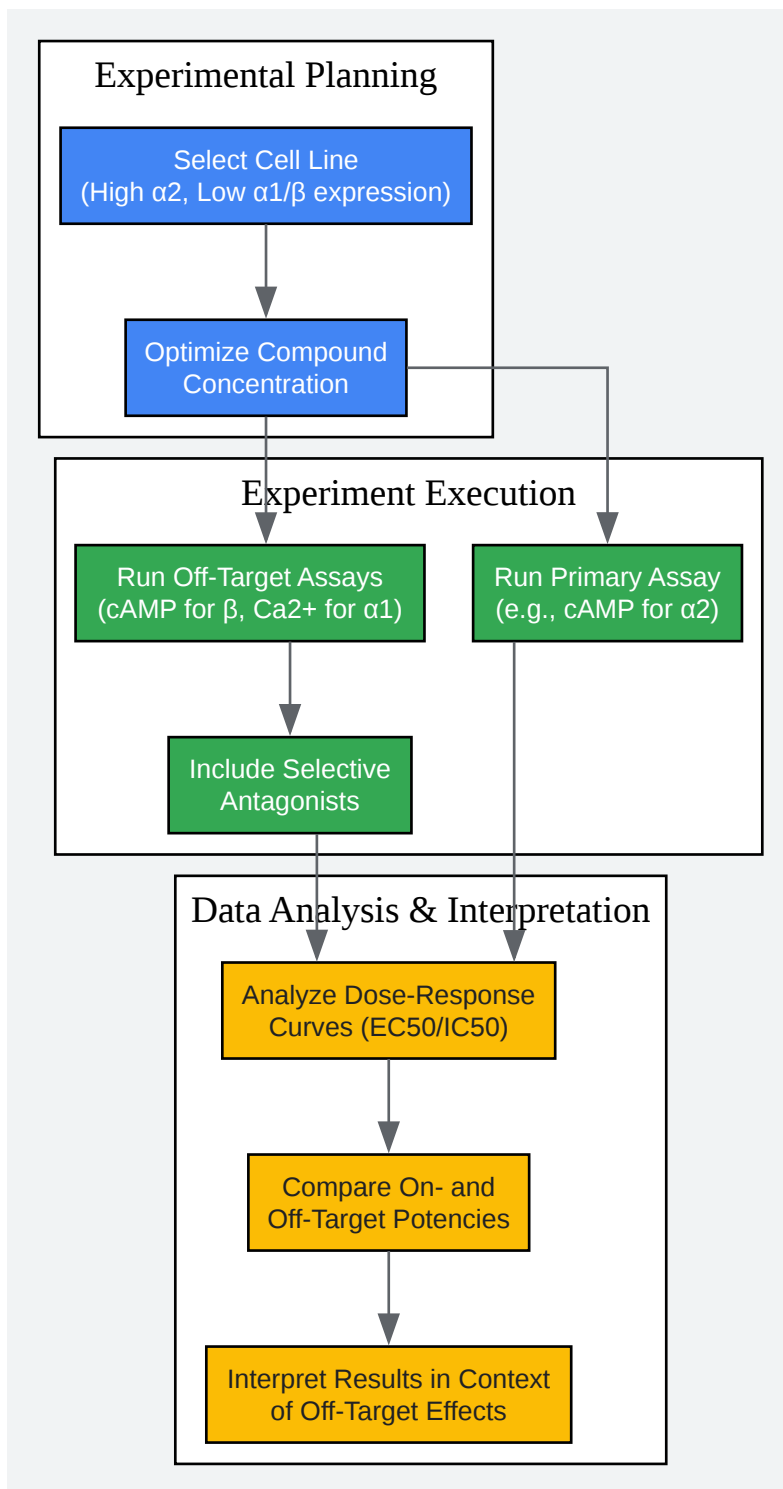 Experimental Planning
Select Cell Line
(High α2, Low α1/β expression)
Optimize Compound
Concentration
Experiment Execution
Run Off-Target Assays
(cAMP for β, Ca2+ for α1)
Run Primary Assay
(e.g., cAMP for α2)
Include Selective
Antagonists
Data Analysis & Interpretation
Analyze Dose-Response
Curves (EC50/IC50)
Compare On- and
Off-Target Potencies
Interpret Results in Context
of Off-Target Effects